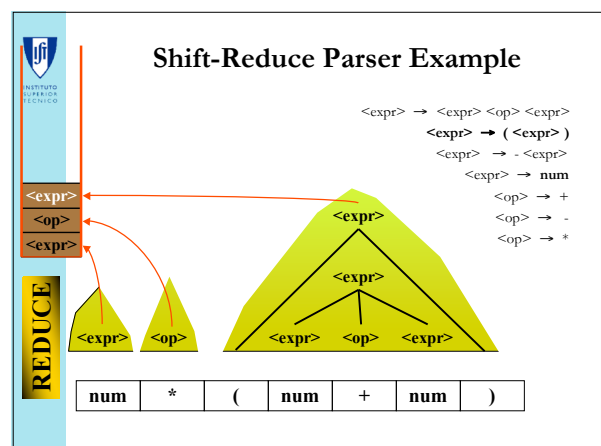 Shift-Reduce Parser Example
INSTITUTO
SUPERIOR
TÉCNICO
<expr> → <expr> <op> <expr>
<expr> → ( <expr> )
<expr> → - <expr>
<expr> → num
<op> → +
<op> → -
<op> → *
<expr>
<op>
<expr>
<expr>
<expr>
<expr> <op> <expr> <op> <expr>
REDUCE
num * ( num + num )